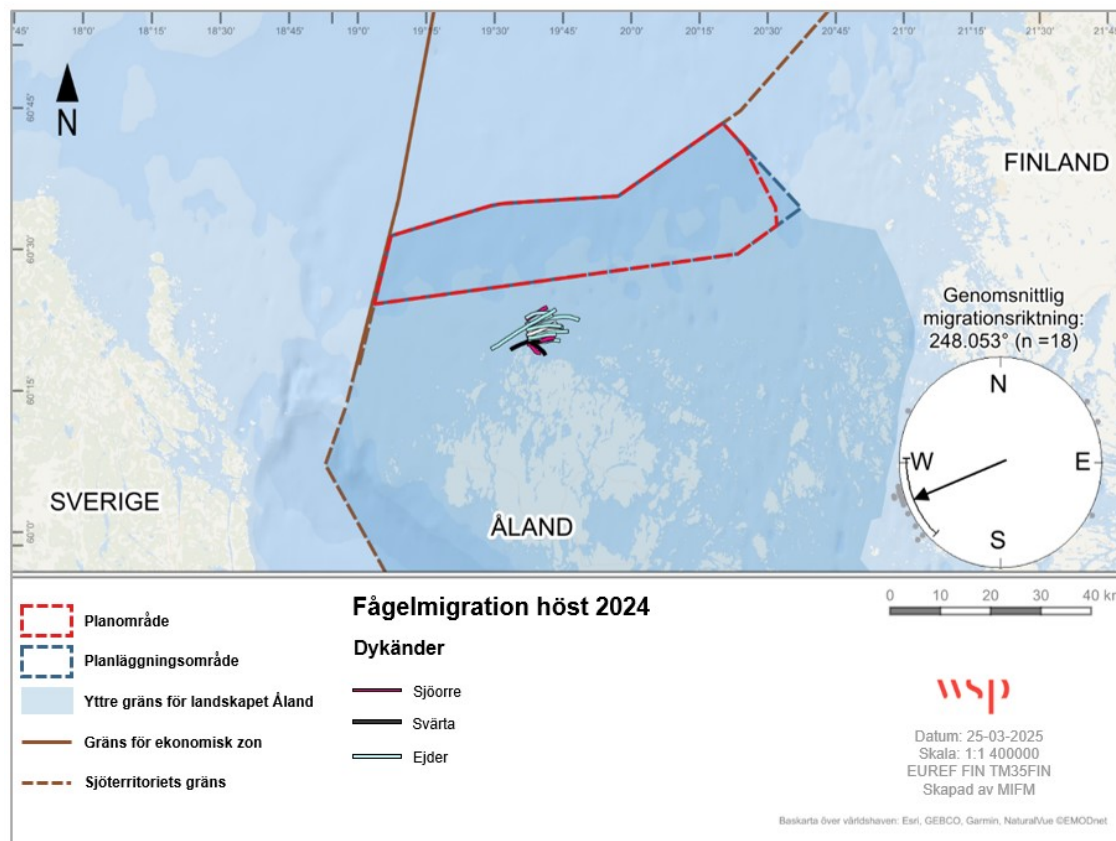 :45' 18°0' 18°15' 18°30' 18°45' 19°0' 19°15' 19°30' 19°45' 20°0' 20°15' 20°30' 20°45' 21°0' 21°15' 21°30'
60°45'
60°30'
60°15'
60°0'
N
FINLAND
SVERIGE
ÅLAND
Genomsnittlig
migrationsriktning:
248.053° (n =18)
N
W
E
S
Planområde
Planläggningsområde
Yttre gräns för landskapet Åland
Gräns för ekonomisk zon
Sjöterritoriets gräns
Fågelmigration höst 2024
Dykänder
Sjöorre
Svärta
Ejder
0 10 20 30 40 km
wsp
Datum: 25-03-2025
Skala: 1:1 400000
EUREF FIN TM35FIN
Skapad av MIFM
Baskarta över världshaven: Esri, GEBCO, Garmin, NaturalVue ©EMODnet